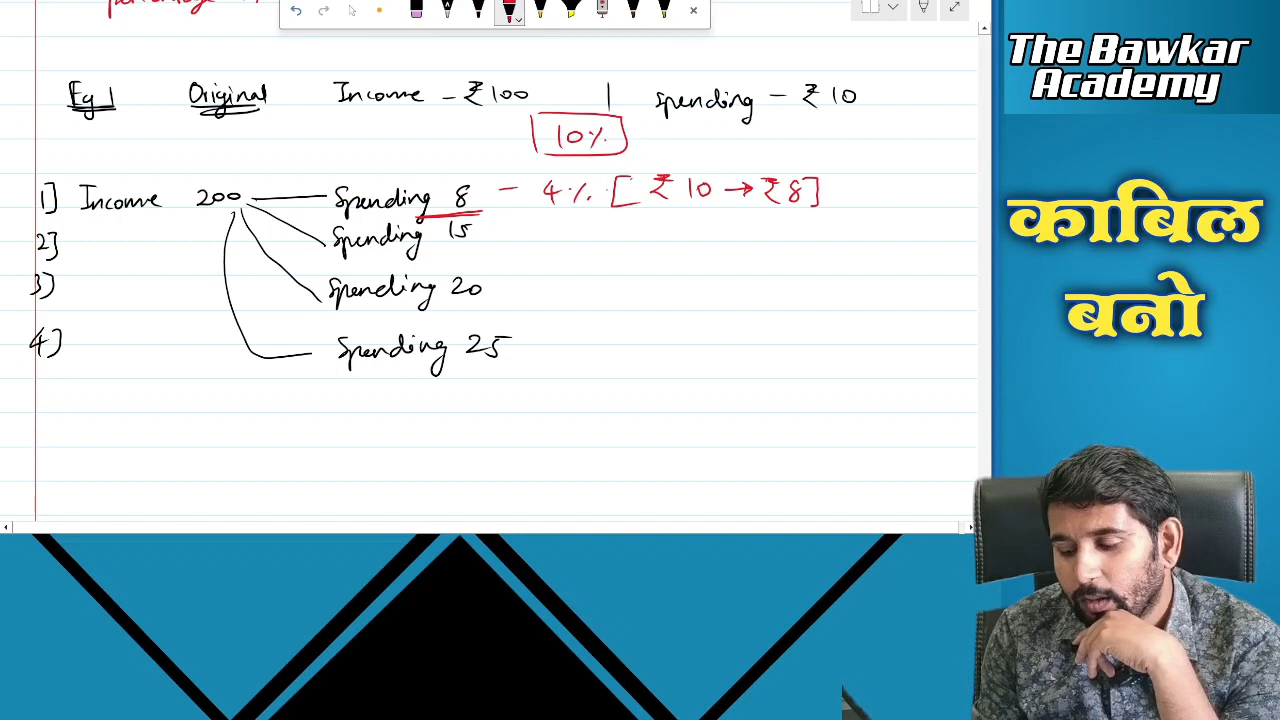 percentage
Eg 1 Original Income - ₹100 | Spending - ₹ 10
10%
1] Income 200 Spending 8 - 4% [ ₹ 10 → ₹ 8]
2] Spending 15
3) Spending 20
4) Spending 25
The Bawkar
Academy
काबिल
बनो